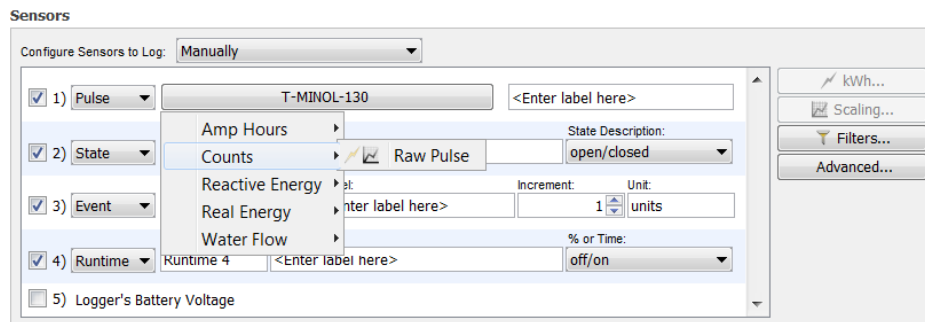 Sensors
Configure Sensors to Log: Manually
1) Pulse T-MINOL-130 <Enter label here>
kWh...
Scaling...
Filters...
Advanced...
Amp Hours
Counts
Raw Pulse
Reactive Energy
Real Energy
Water Flow
State Description:
2) State open/closed
Increment: Unit:
3) Event nter label here> 1 units
% or Time:
4) Runtime Runtime 4 <Enter label here> off/on
5) Logger's Battery Voltage